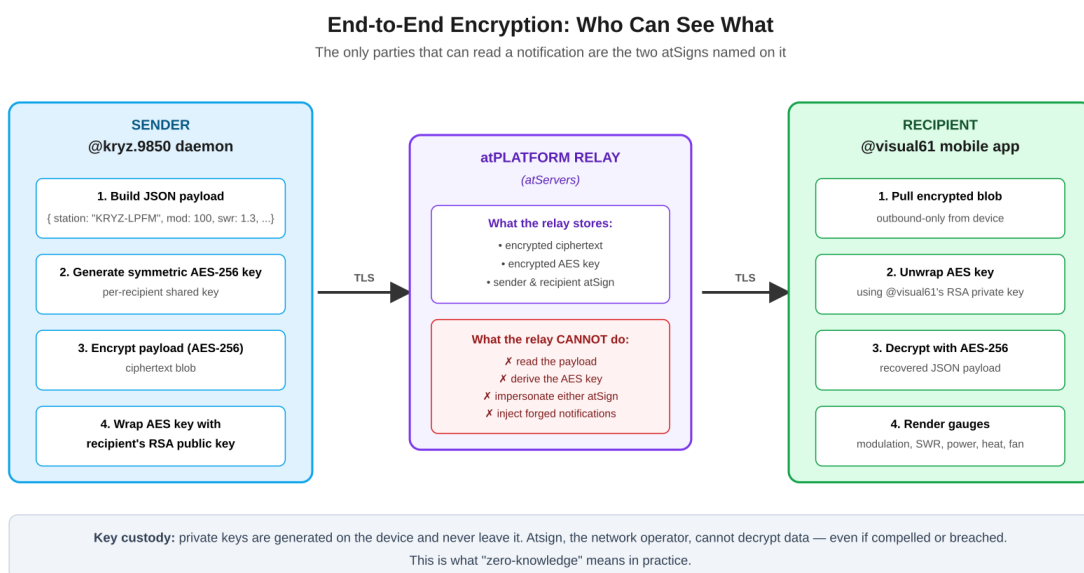 End-to-End Encryption: Who Can See What
The only parties that can read a notification are the two atSigns named on it
SENDER
@kryz.9850 daemon
1. Build JSON payload
{ station: "KRYZ-LPFM", mod: 100, swr: 1.3, ...}
2. Generate symmetric AES-256 key
per-recipient shared key
3. Encrypt payload (AES-256)
ciphertext blob
4. Wrap AES key with
recipient's RSA public key
TLS
atPLATFORM RELAY
(atServers)
What the relay stores:
• encrypted ciphertext
• encrypted AES key
• sender & recipient atSign
What the relay CANNOT do:
✗ read the payload
✗ derive the AES key
✗ impersonate either atSign
✗ inject forged notifications
TLS
RECIPIENT
@visual61 mobile app
1. Pull encrypted blob
outbound-only from device
2. Unwrap AES key
using @visual61's RSA private key
3. Decrypt with AES-256
recovered JSON payload
4. Render gauges
modulation, SWR, power, heat, fan
Key custody: private keys are generated on the device and never leave it. Atsign, the network operator, cannot decrypt data — even if compelled or breached.
This is what "zero-knowledge" means in practice.